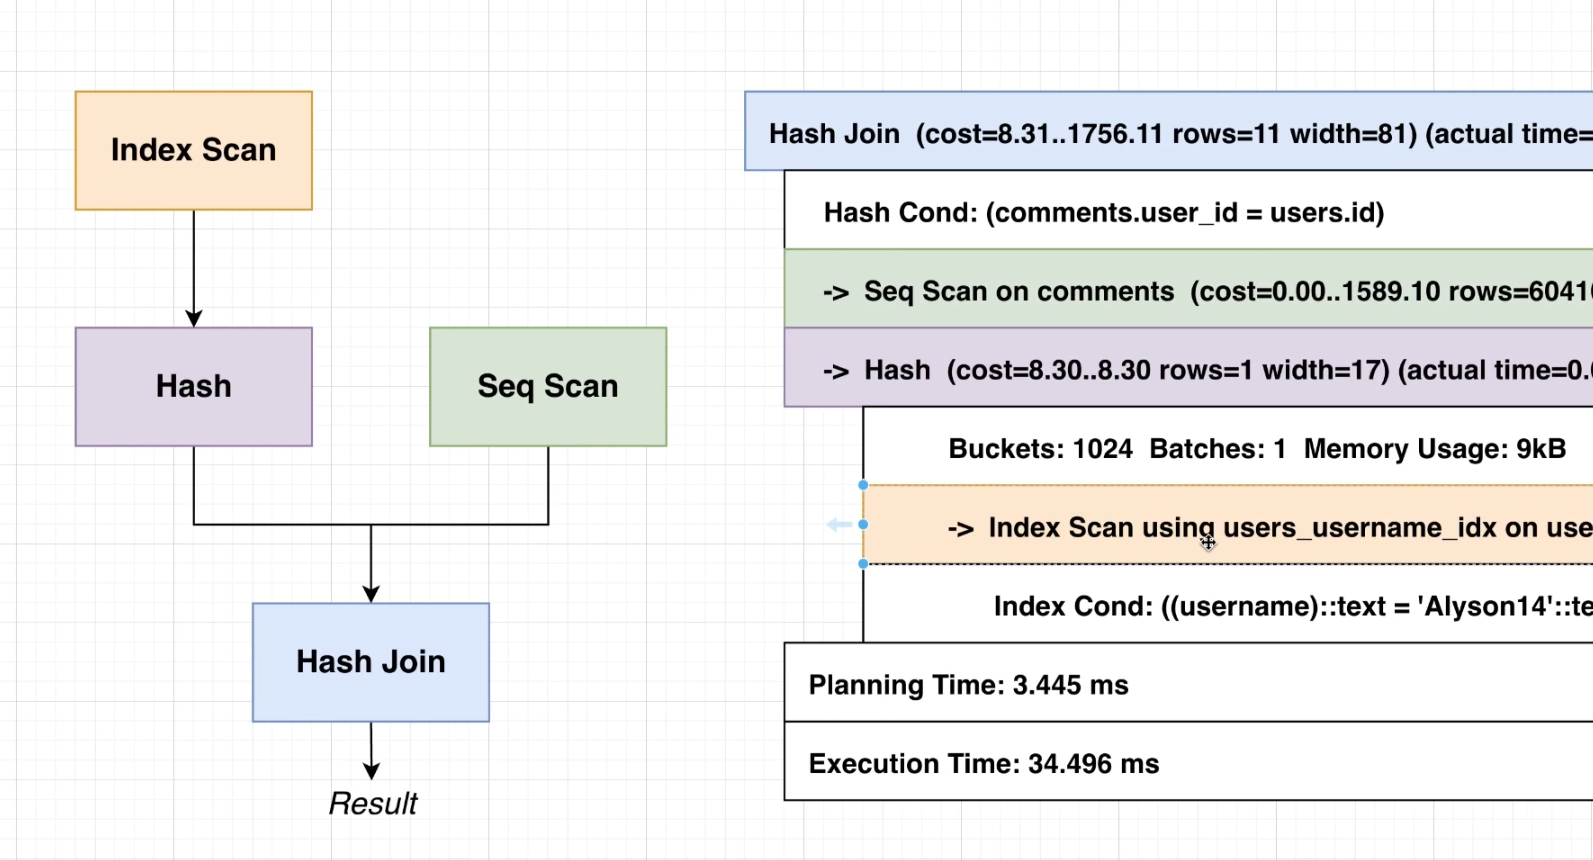 Index Scan
Hash
Seq Scan
Hash Join
Result
Hash Join (cost=8.31..1756.11 rows=11 width=81) (actual time=
Hash Cond: (comments.user_id = users.id)
-> Seq Scan on comments (cost=0.00..1589.10 rows=6041
-> Hash (cost=8.30..8.30 rows=1 width=17) (actual time=0.
Buckets: 1024 Batches: 1 Memory Usage: 9kB
-> Index Scan using users_username_idx on use
Index Cond: ((username)::text = 'Alyson14'::te
Planning Time: 3.445 ms
Execution Time: 34.496 ms